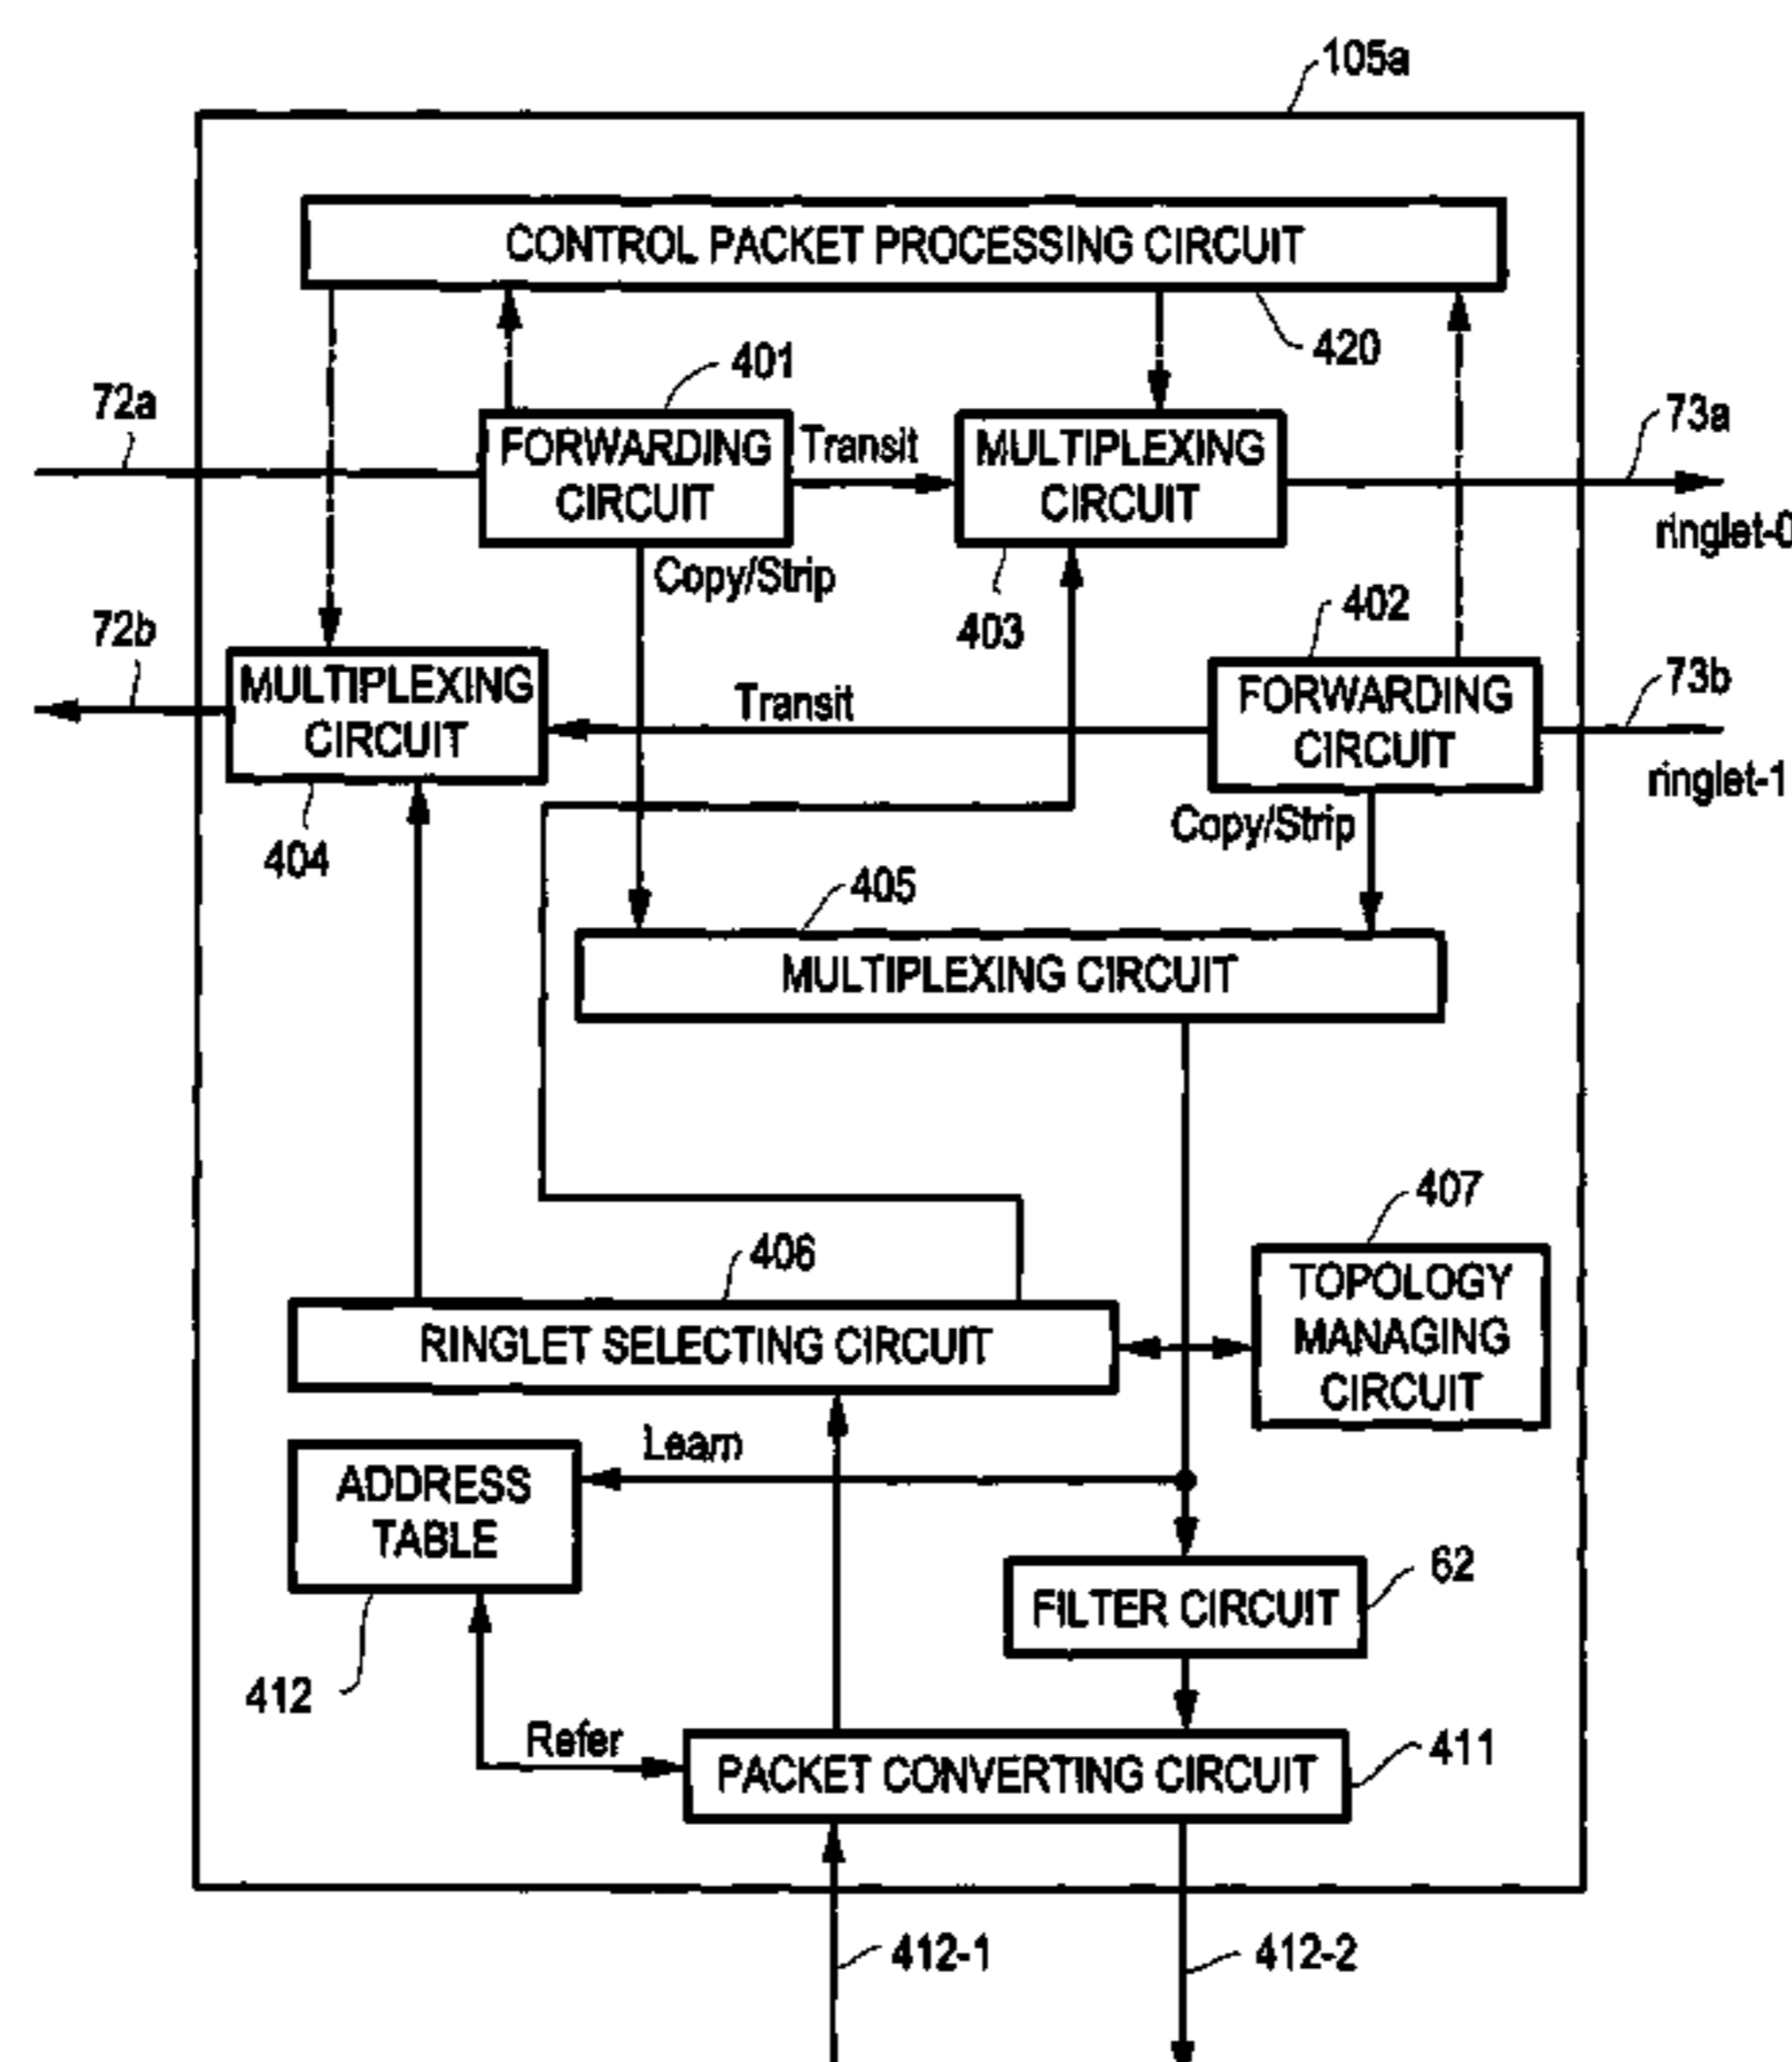 105a
CONTROL PACKET PROCESSING CIRCUIT
420
401
72a
73a
FORWARDING
CIRCUIT
Transit
MULTIPLEXING
CIRCUIT
ringlet-0
Copy/Strip
403
402
72b
73b
MULTIPLEXING
CIRCUIT
Transit
FORWARDING
CIRCUIT
ringlet-1
404
Copy/Strip
405
MULTIPLEXING CIRCUIT
407
406
TOPOLOGY
MANAGING
CIRCUIT
RINGLET SELECTING CIRCUIT
Learn
ADDRESS
TABLE
62
FILTER CIRCUIT
412
Refer
411
PACKET CONVERTING CIRCUIT
412-1
412-2